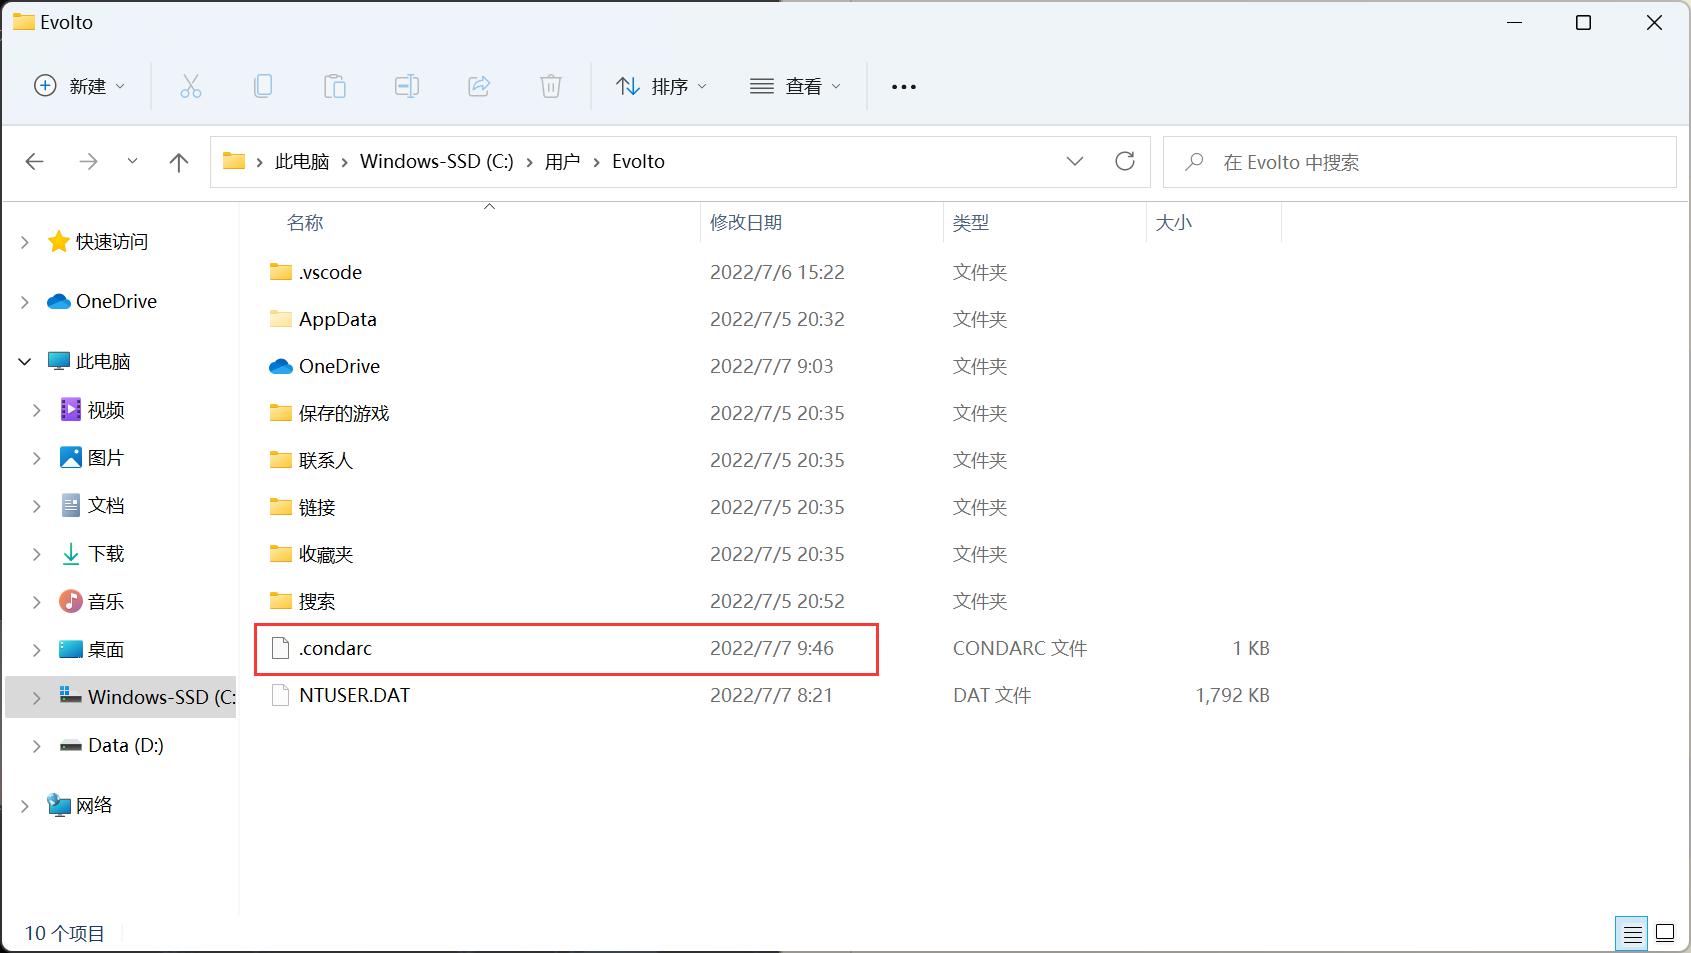 Evolto
新建 排序 查看
此电脑 Windows-SSD (C:) 用户 Evolto
在 Evolto 中搜索
名称 修改日期 类型 大小
快速访问
OneDrive
此电脑
视频
图片
文档
下载
音乐
桌面
Windows-SSD (C:
Data (D:)
网络
.vscode 2022/7/6 15:22 文件夹
AppData 2022/7/5 20:32 文件夹
OneDrive 2022/7/7 9:03 文件夹
保存的游戏 2022/7/5 20:35 文件夹
联系人 2022/7/5 20:35 文件夹
链接 2022/7/5 20:35 文件夹
收藏夹 2022/7/5 20:35 文件夹
搜索 2022/7/5 20:52 文件夹
.condarc 2022/7/7 9:46 CONDARC 文件 1 KB
NTUSER.DAT 2022/7/7 8:21 DAT 文件 1,792 KB
10 个项目